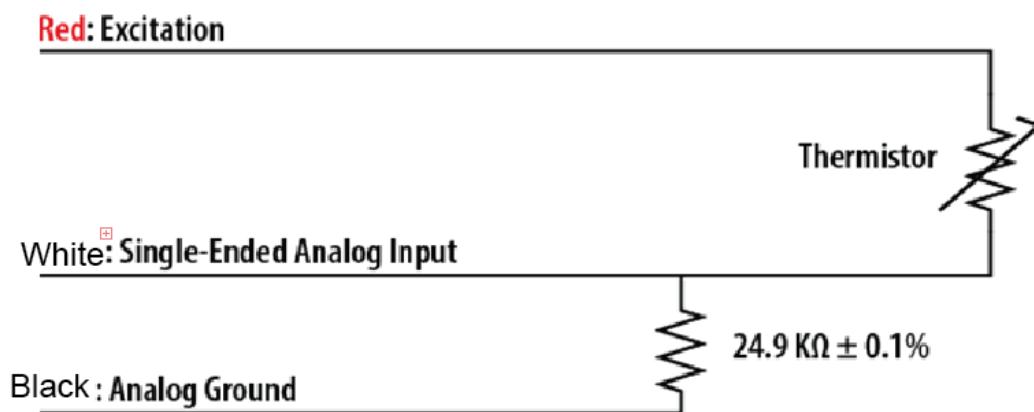 Red: Excitation
Thermistor
White: Single-Ended Analog Input
24.9 KΩ ± 0.1%
Black : Analog Ground